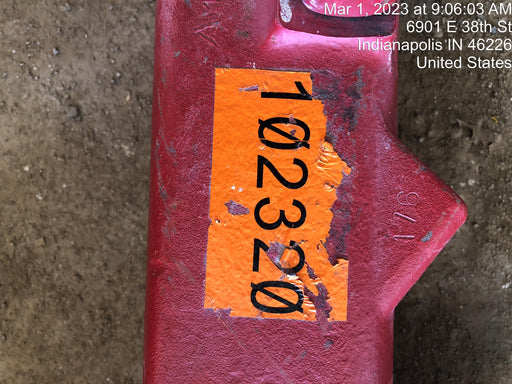 Mar 1, 2023 at 9:06:03 AM
6901 E 38th St
Indianapolis IN 46226
United States
102320